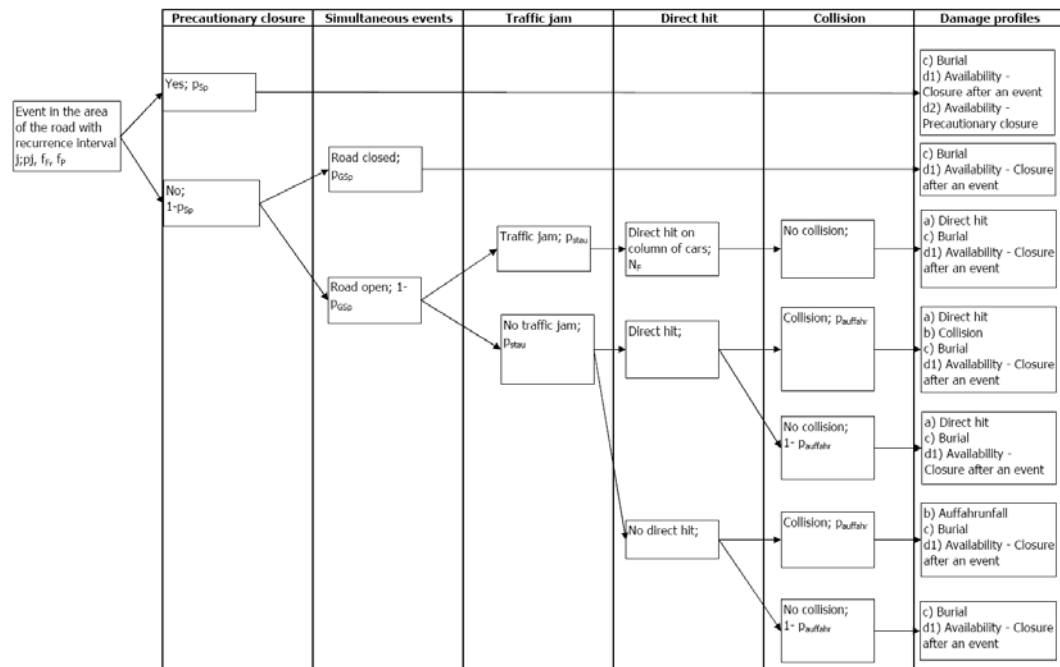 Precautionary closure
Simultaneous events
Traffic jam
Direct hit
Collision
Damage profiles
Event in the area
of the road with
recurrence interval
j;pj, fF, fP
Yes; pSp
No;
1-pSp
Road closed;
pGSp
Road open; 1-
pGSp
Traffic jam; pstau
No traffic jam;
pstau
Direct hit on
column of cars;
NF
Direct hit;
No direct hit;
No collision;
Collision; pauffahr
No collision;
1- pauffahr
Collision; pauffahr
No collision;
1- pauffahr
c) Burial
d1) Availability -
Closure after an event
d2) Availability -
Precautionary closure
c) Burial
d1) Availability - Closure
after an event
a) Direct hit
c) Burial
d1) Availability - Closure
after an event
a) Direct hit
b) Collision
c) Burial
d1) Availability - Closure
after an event
a) Direct hit
c) Burial
d1) Availability -
Closure after an event
b) Auffahrunfall
c) Burial
d1) Availability - Closure
after an event
c) Burial
d1) Availability - Closure
after an event